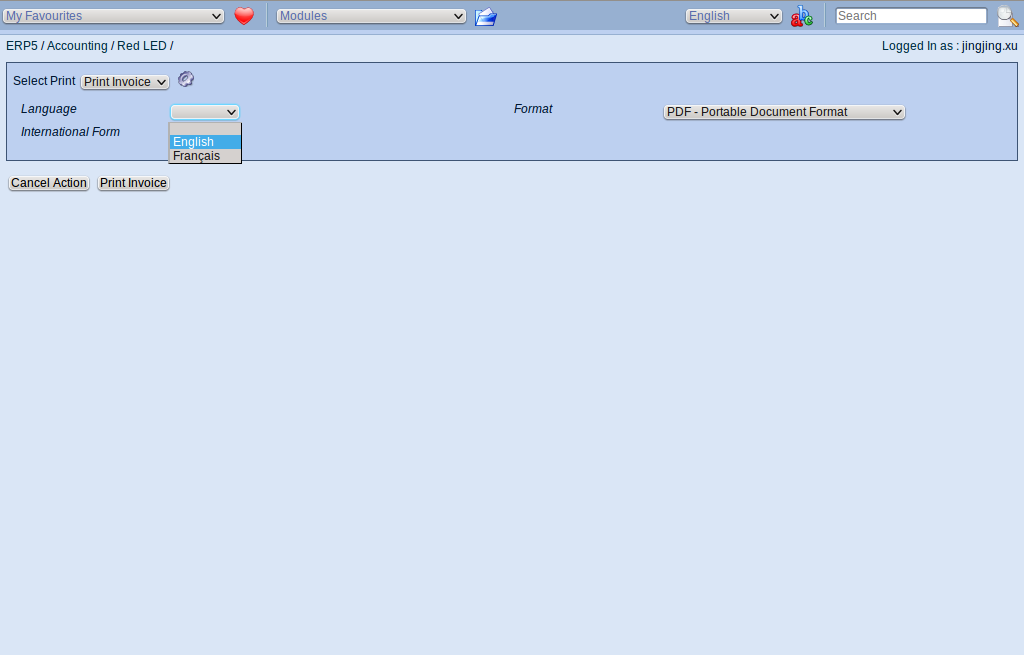 My Favourites Modules English Search
ERP5 / Accounting / Red LED / Logged In as : jingjing.xu
Select Print Print Invoice
Language Format PDF - Portable Document Format
International Form
English
Français
Cancel Action Print Invoice